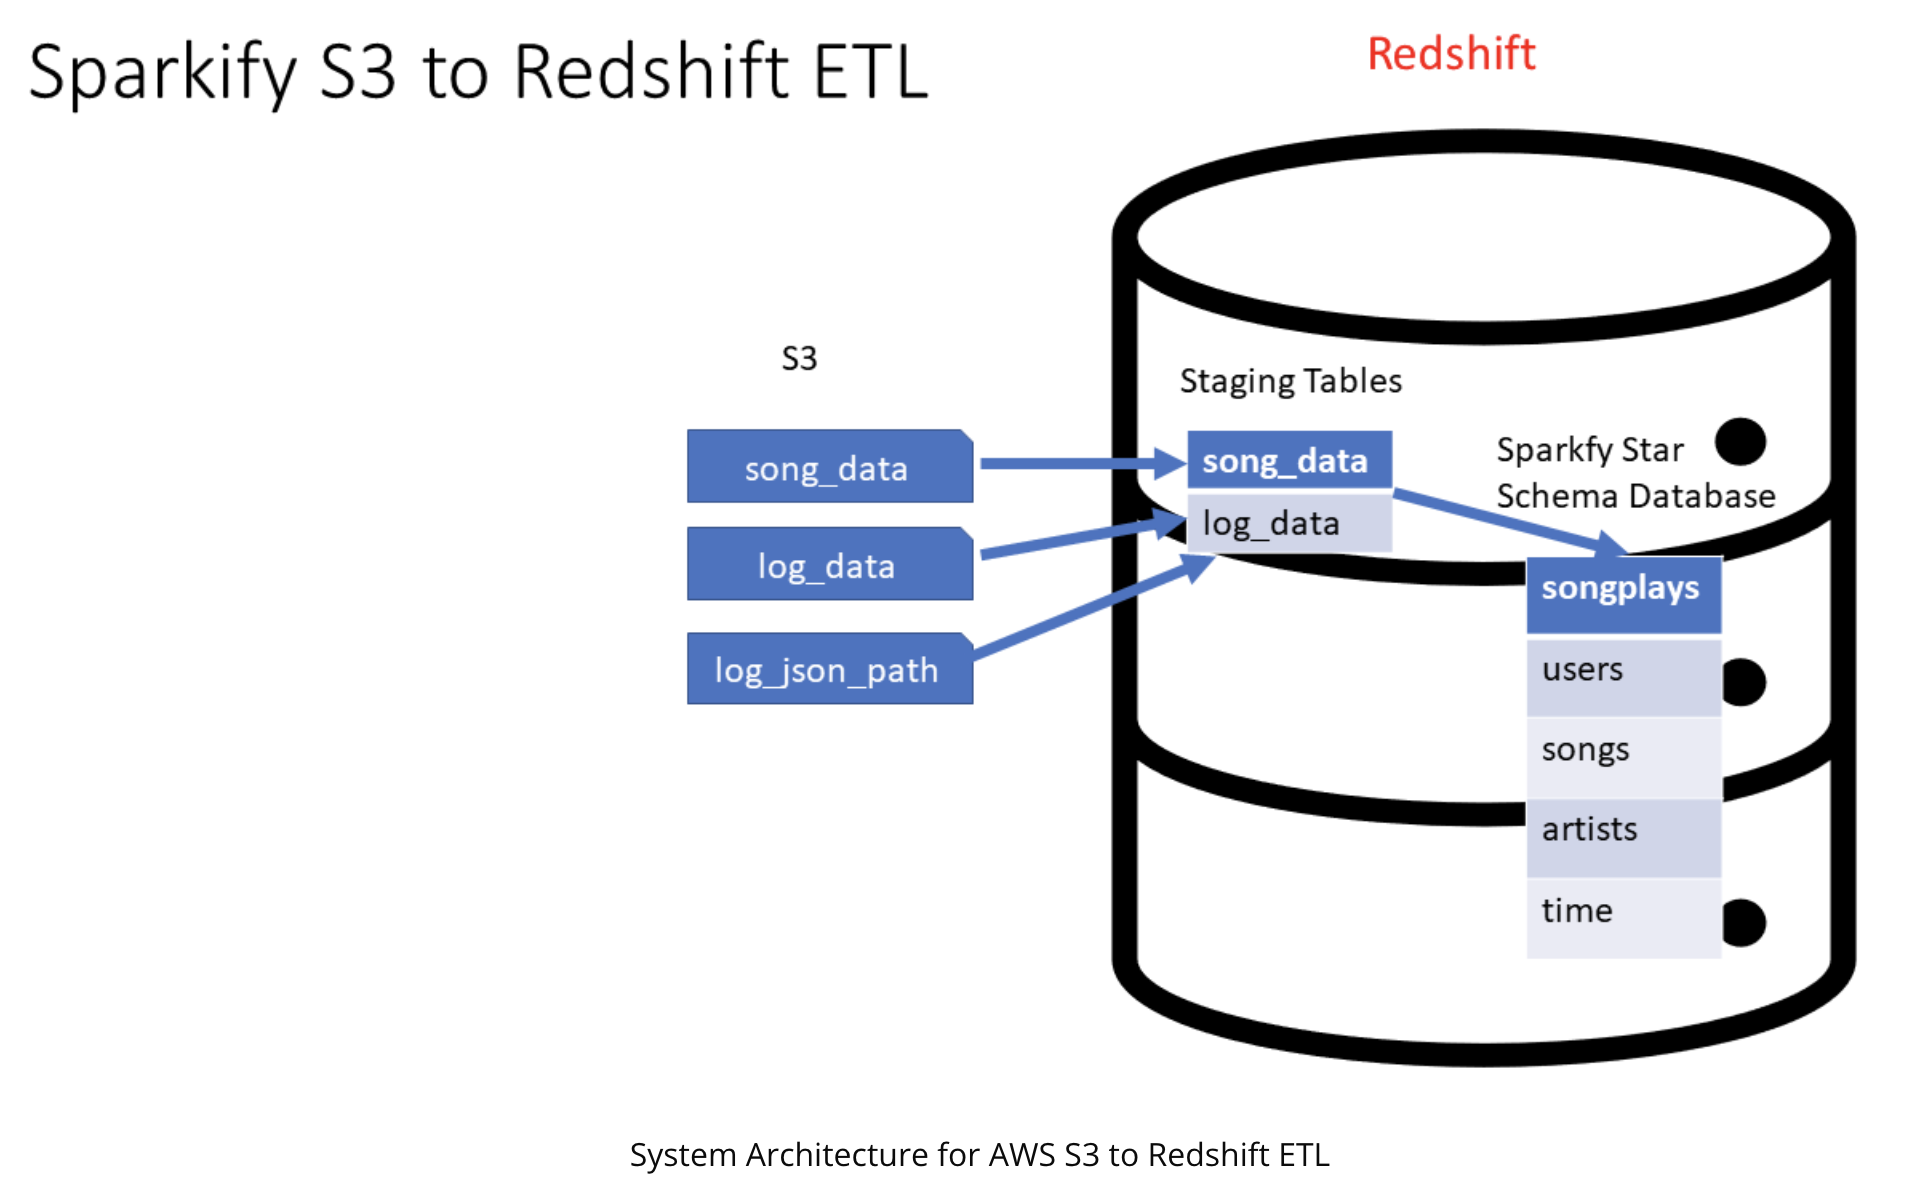 Sparkify S3 to Redshift ETL
Redshift
S3
song_data
log_data
log_json_path
Staging Tables
song_data
log_data
Sparkfy Star
Schema Database
songplays
users
songs
artists
time
System Architecture for AWS S3 to Redshift ETL